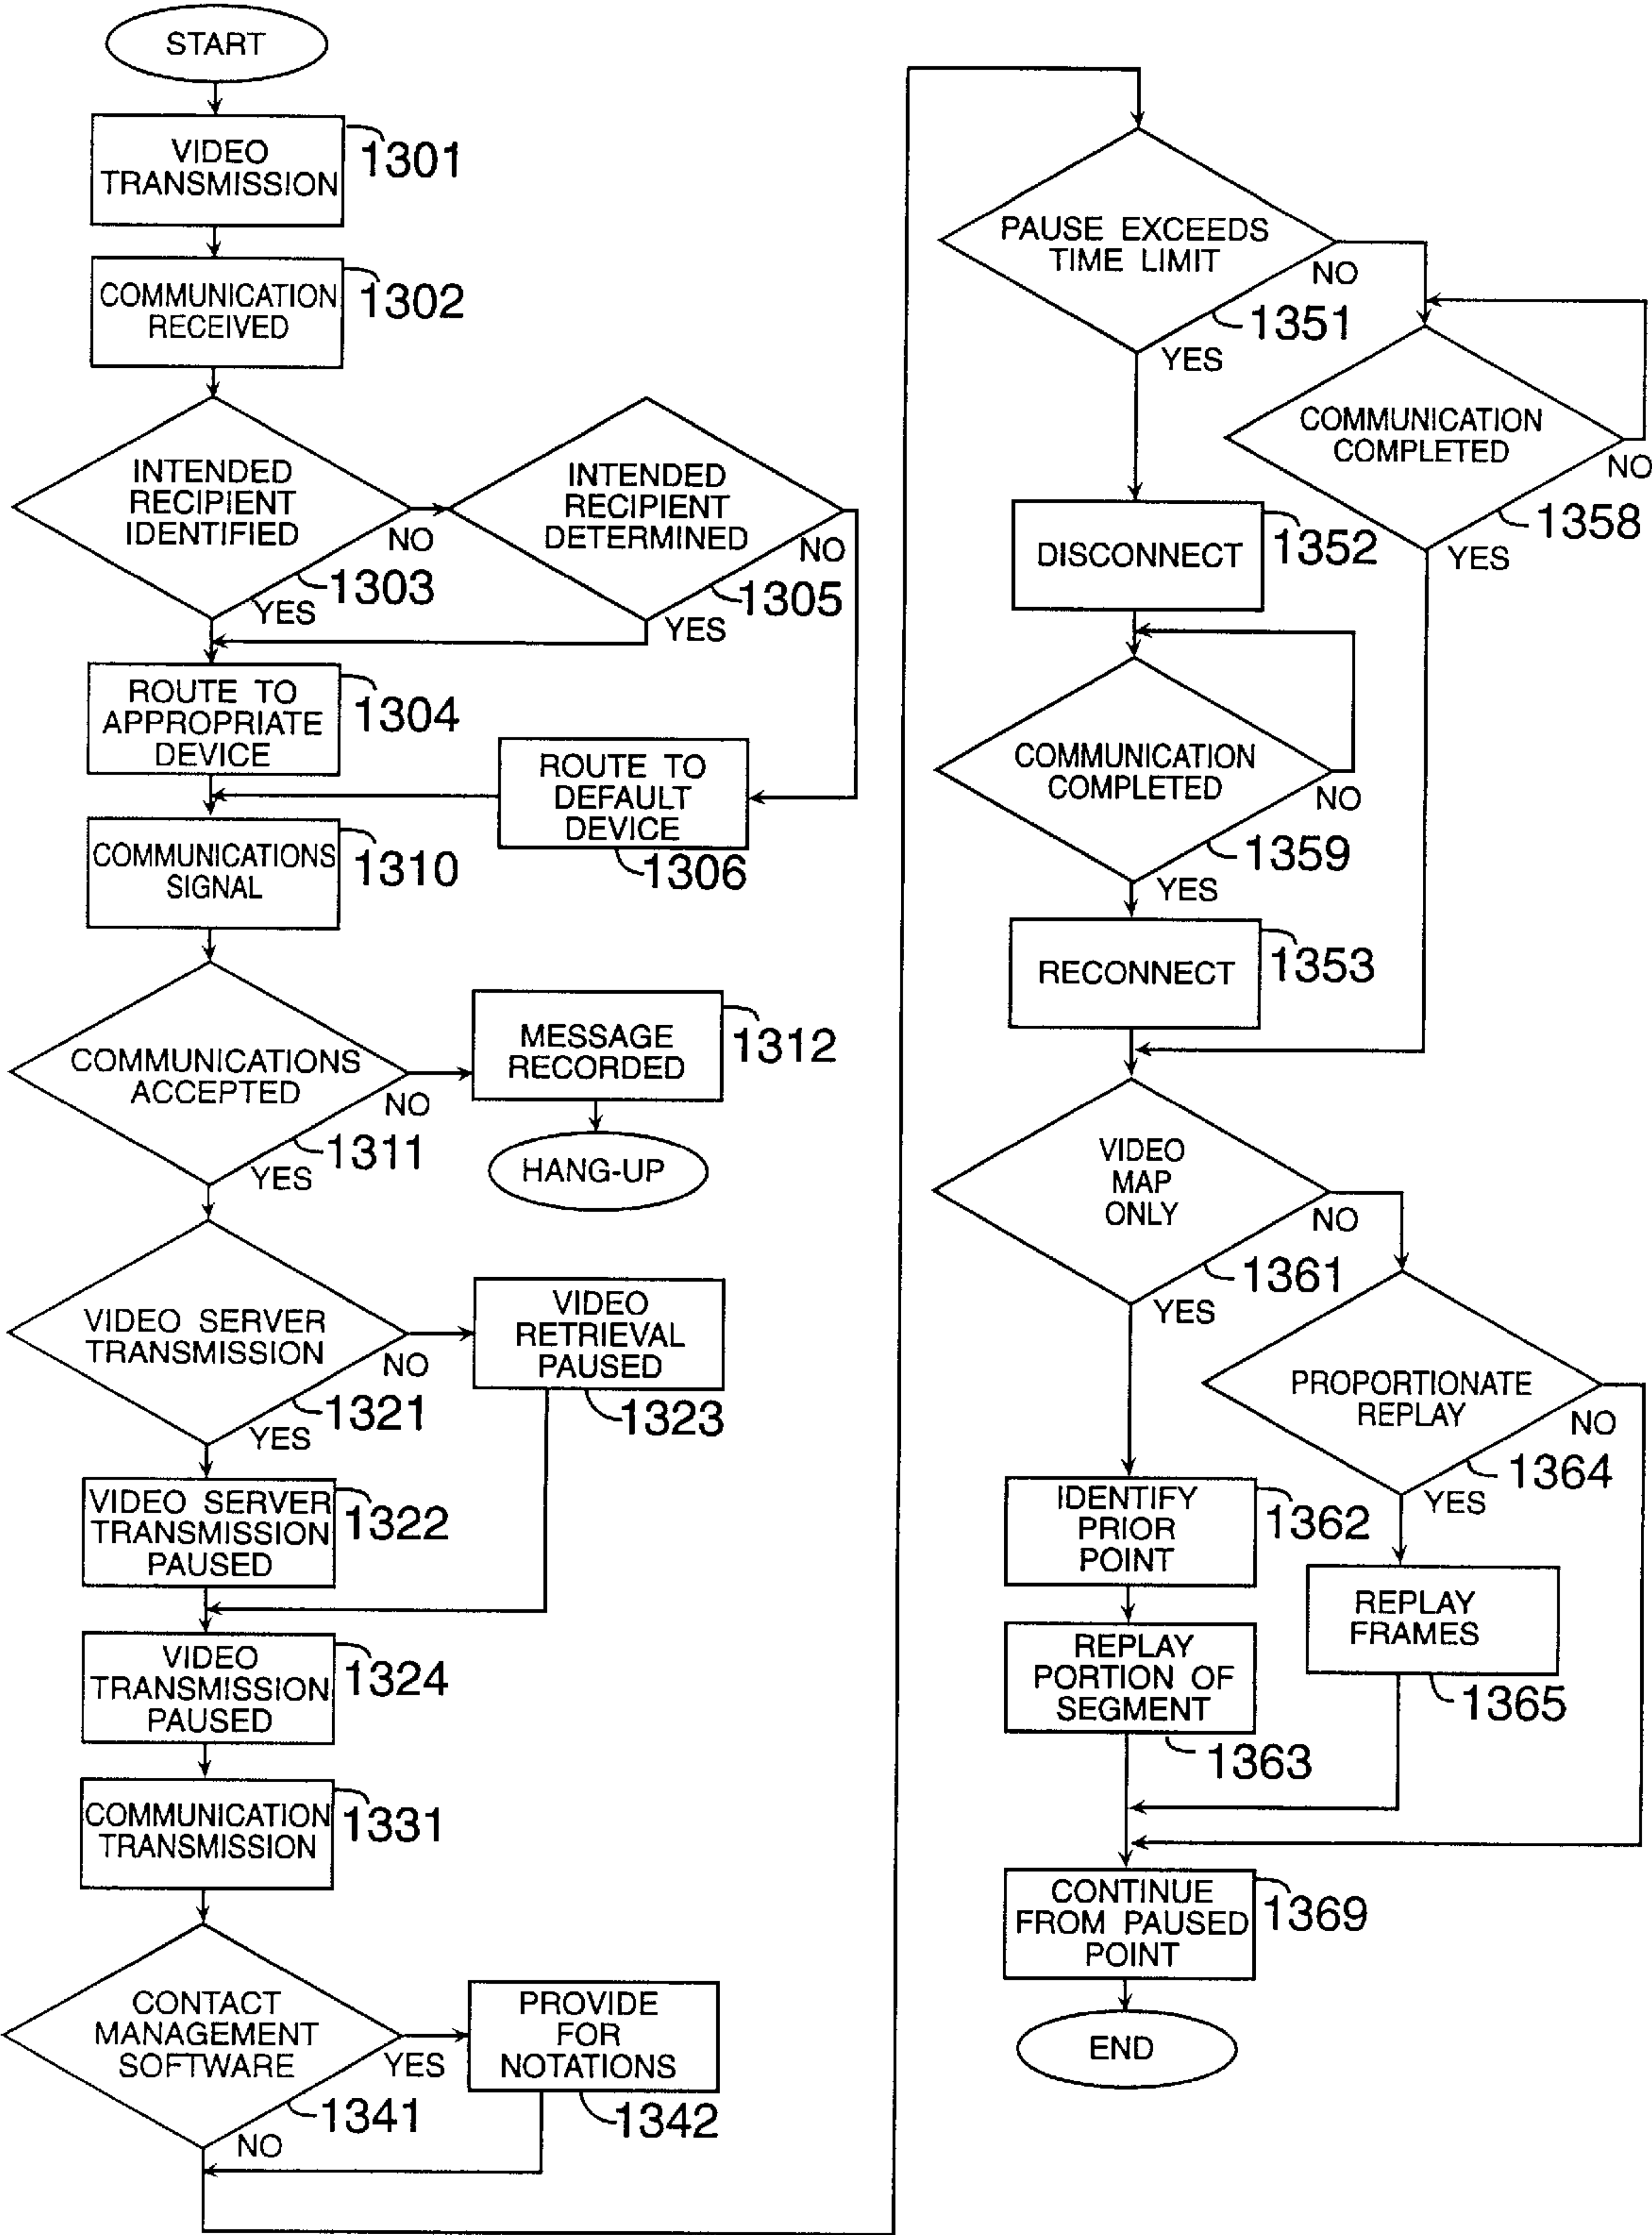 START
VIDEO
TRANSMISSION
1301
COMMUNICATION
RECEIVED
1302
INTENDED
RECIPIENT
IDENTIFIED
NO
1303
YES
INTENDED
RECIPIENT
DETERMINED
NO
1305
YES
ROUTE TO
APPROPRIATE
DEVICE
1304
ROUTE TO
DEFAULT
DEVICE
1306
COMMUNICATIONS
SIGNAL
1310
COMMUNICATIONS
ACCEPTED
NO
1311
YES
MESSAGE
RECORDED
1312
HANG-UP
VIDEO SERVER
TRANSMISSION
NO
1321
YES
VIDEO
RETRIEVAL
PAUSED
1323
VIDEO SERVER
TRANSMISSION
PAUSED
1322
VIDEO
TRANSMISSION
PAUSED
1324
COMMUNICATION
TRANSMISSION
1331
CONTACT
MANAGEMENT
SOFTWARE
YES
1341
NO
PROVIDE
FOR
NOTATIONS
1342
PAUSE EXCEEDS
TIME LIMIT
NO
1351
YES
COMMUNICATION
COMPLETED
NO
1358
YES
DISCONNECT
1352
COMMUNICATION
COMPLETED
NO
1359
YES
RECONNECT
1353
VIDEO
MAP
ONLY
NO
1361
YES
PROPORTIONATE
REPLAY
NO
1364
YES
IDENTIFY
PRIOR
POINT
1362
REPLAY
FRAMES
1365
REPLAY
PORTION OF
SEGMENT
1363
CONTINUE
FROM PAUSED
POINT
1369
END